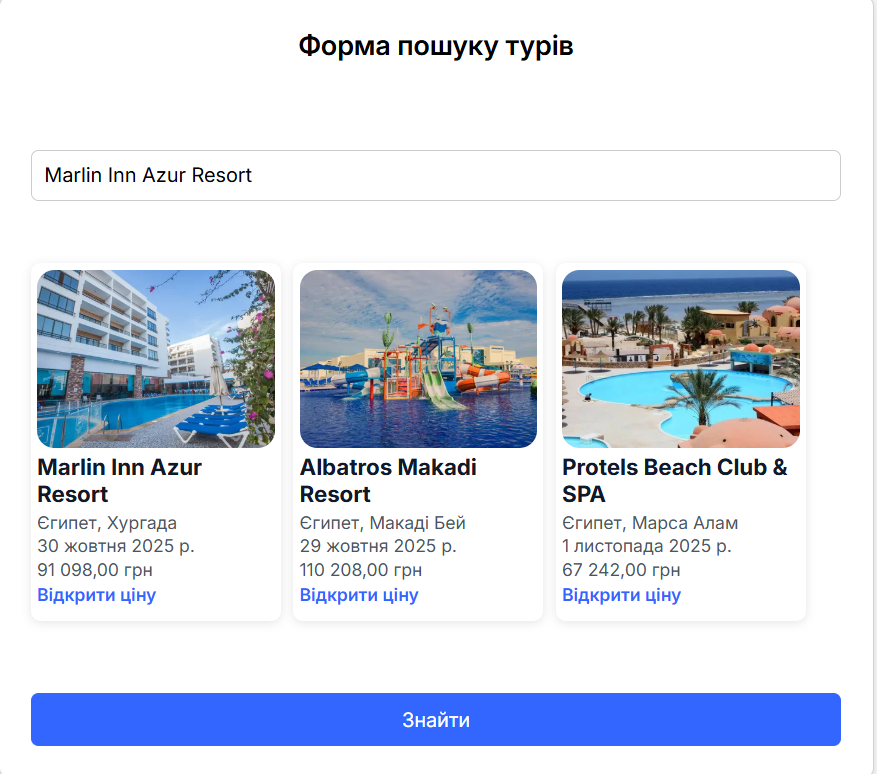 Форма пошуку турів
Marlin Inn Azur Resort
Marlin Inn Azur
Resort
Єгипет, Хургада
30 жовтня 2025 р.
91 098,00 грн
Відкрити ціну
Albatros Makadi
Resort
Єгипет, Макаді Бей
29 жовтня 2025 р.
110 208,00 грн
Відкрити ціну
Protels Beach Club &
SPA
Єгипет, Марса Алам
1 листопада 2025 р.
67 242,00 грн
Відкрити ціну
Знайти